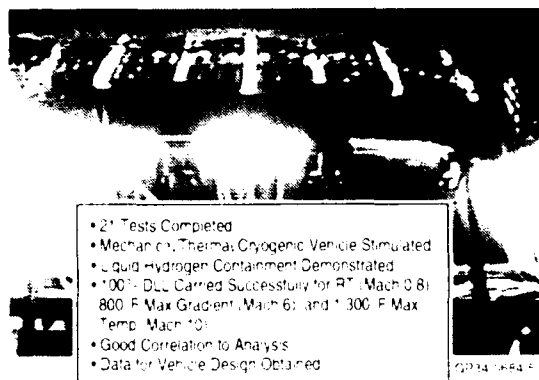 • 21 Tests Completed
• Mechanical, Thermal, Cryogenic Vehicle Stimulated
• Liquid Hydrogen Containment Demonstrated
• 100% DLL Carried Successfully for RT (Mach 0.8)
800°F Max Gradient (Mach 6), and 1,300°F Max
Temp (Mach 10)
• Good Correlation to Analysis
• Data for Vehicle Design Obtained